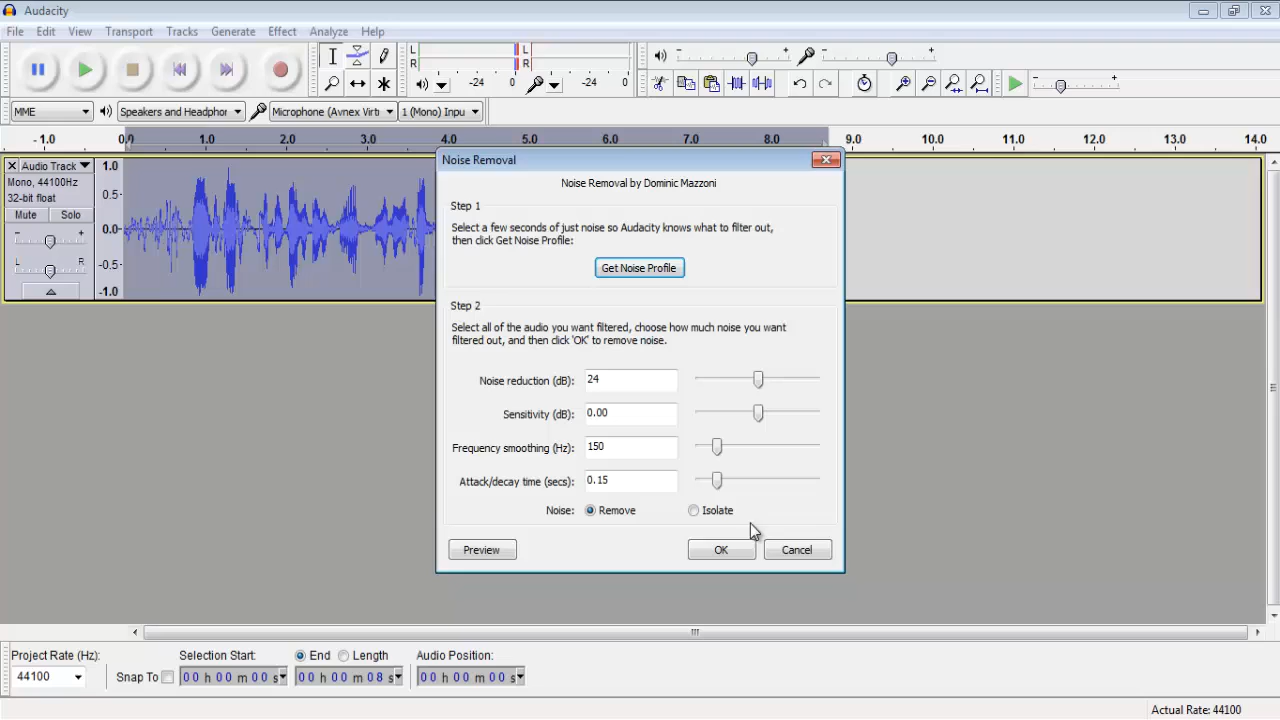 Audacity
File Edit View Transport Tracks Generate Effect Analyze Help
L
R
-24 0
L
R
-24 0
- +
- +
- +
MME
Speakers and Headphor
Microphone (Avnex Virtu
1 (Mono) Inpu
- 1.0 0.0 1.0 2.0 3.0 4.0 5.0 6.0 7.0 8.0 9.0 10.0 11.0 12.0 13.0 14.0
Audio Track
Mono, 44100Hz
32-bit float
Mute Solo
- +
L R
1.0
0.5-
0.0-
-0.5-
-1.0
Noise Removal
Noise Removal by Dominic Mazzoni
Step 1
Select a few seconds of just noise so Audacity knows what to filter out,
then click Get Noise Profile:
Get Noise Profile
Step 2
Select all of the audio you want filtered, choose how much noise you want
filtered out, and then click 'OK' to remove noise.
Noise reduction (dB): 24
Sensitivity (dB): 0.00
Frequency smoothing (Hz): 150
Attack/decay time (secs): 0.15
Noise: Remove Isolate
Preview OK Cancel
Project Rate (Hz): Selection Start: End Length Audio Position:
44100 Snap To 00 h 00 m 00 s 00 h 00 m 08 s 00 h 00 m 00 s
Actual Rate: 44100